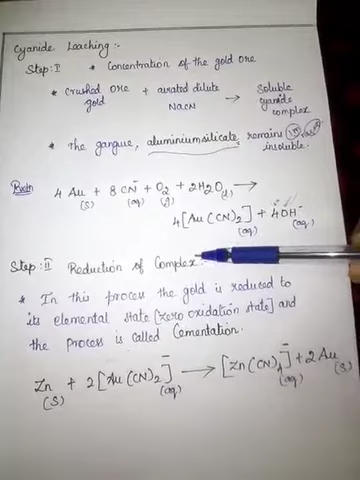 Cyanide Leaching :-
Step: I * Concentration of the gold ore
* Crushed ore + airated dilute → Soluble
gold NaCN cyanide
complex
* The gangue, aluminiumsilicate remains
insoluble.
Rxn 4 Au(s) + 8 CN⁻(aq) + O₂(g) + 2H₂O(l) →
4[Au(CN)₂]⁻(aq) + 4OH⁻(aq)
Step: II Reduction of Complex:
* In this process the gold is reduced to
its elemental state [zero oxidation state] and
the process is called Cementation.
Zn(s) + 2[Au(CN)₂]⁻(aq) → [Zn(CN)₄]⁻(aq) + 2Au(s)